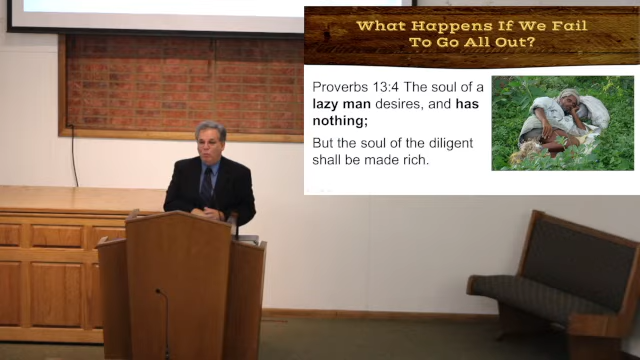 What Happens If We Fail
To Go All Out?
Proverbs 13:4 The soul of a
lazy man desires, and has
nothing;
But the soul of the diligent
shall be made rich.